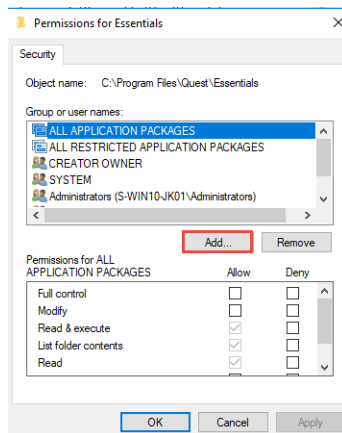 Permissions for Essentials
Security
Object name: C:\Program Files\Quest\Essentials
Group or user names:
ALL APPLICATION PACKAGES
ALL RESTRICTED APPLICATION PACKAGES
CREATOR OWNER
SYSTEM
Administrators (S-WIN10-JK01\Administrators)
Add... Remove
Permissions for ALL
APPLICATION PACKAGES Allow Deny
Full control
Modify
Read & execute
List folder contents
Read
OK Cancel Apply